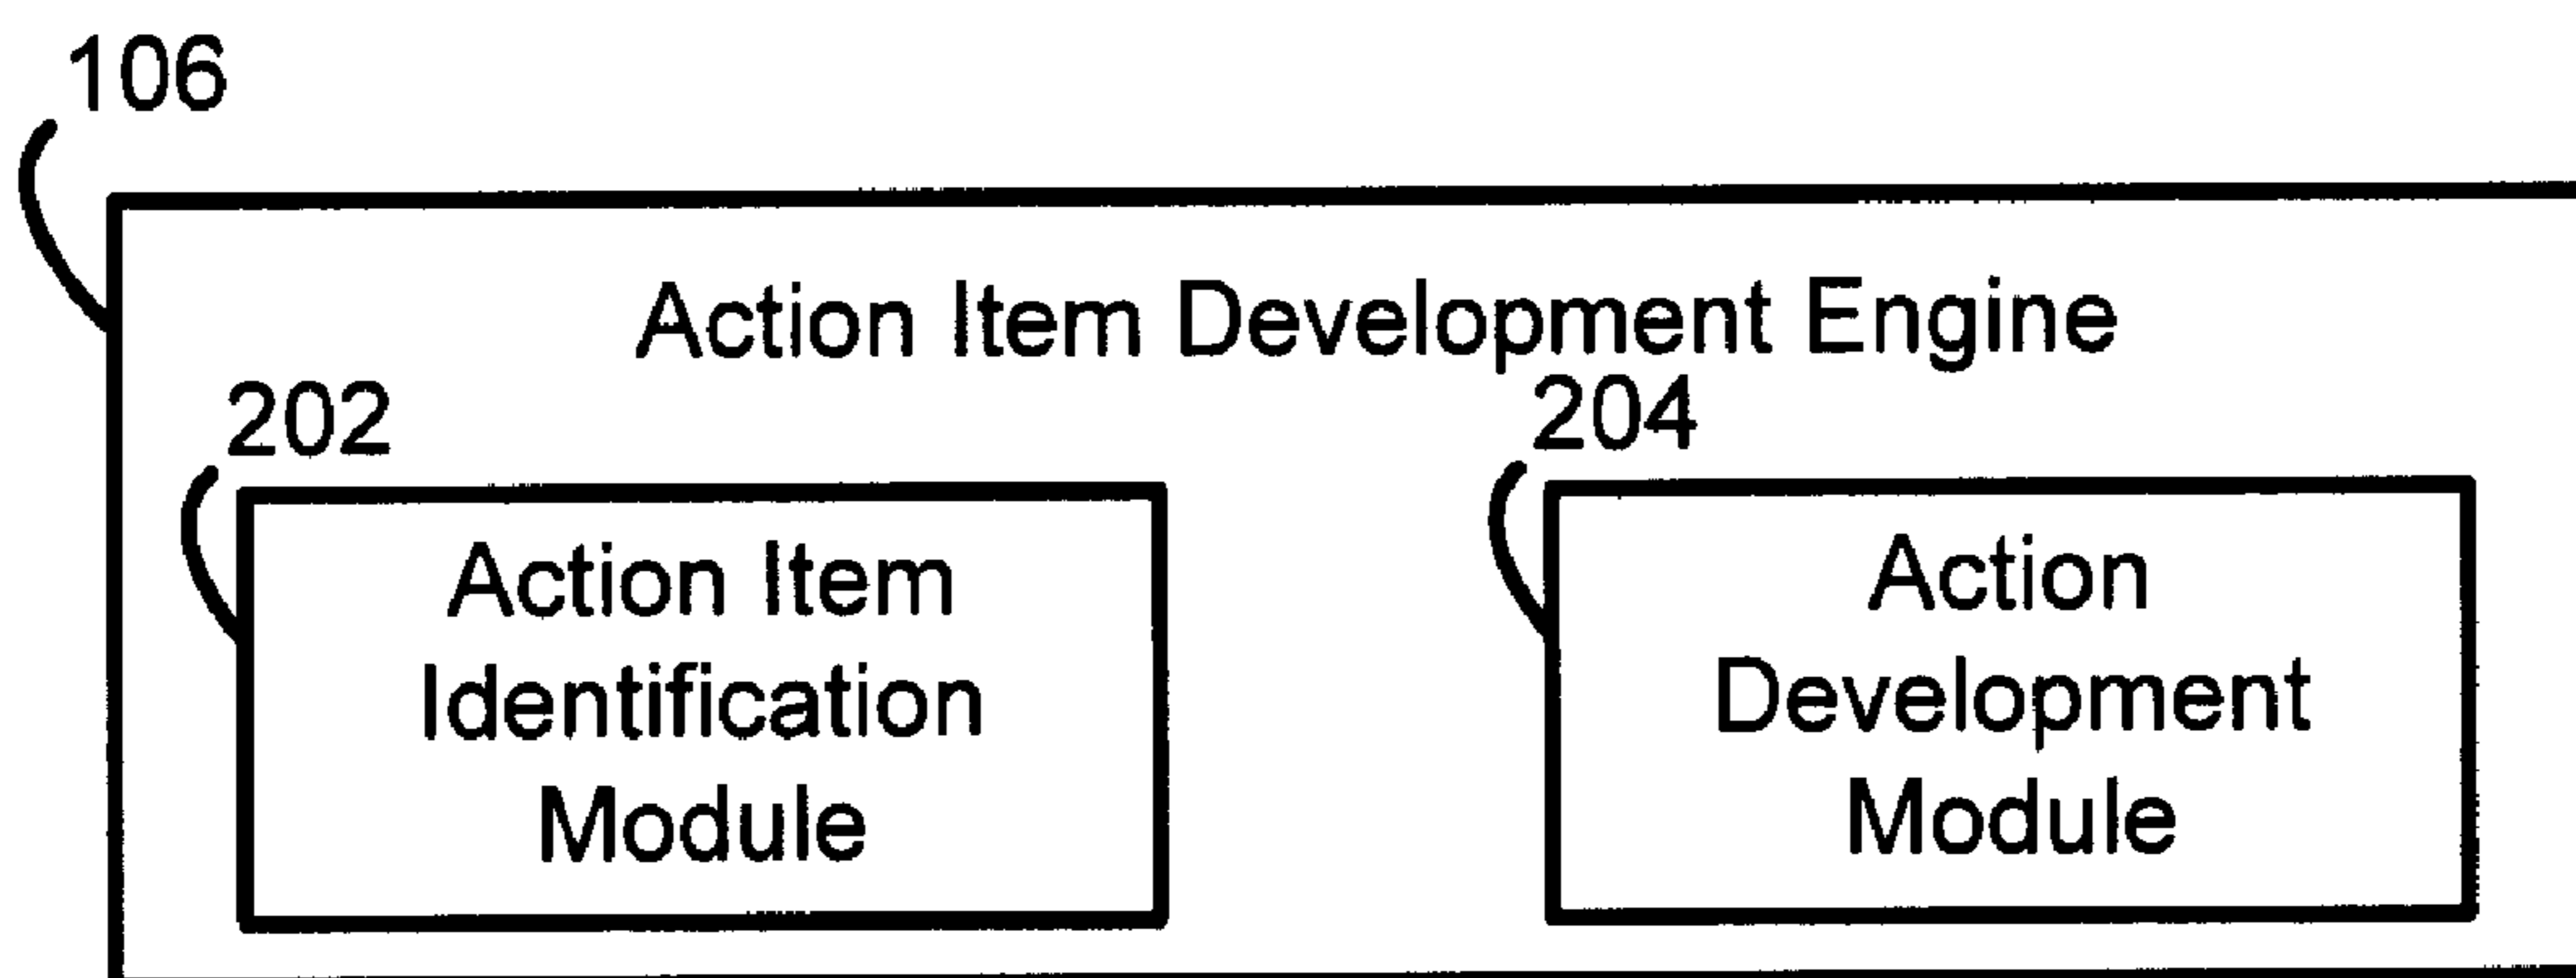 106
Action Item Development Engine
202
204
Action Item
Identification
Module
Action
Development
Module